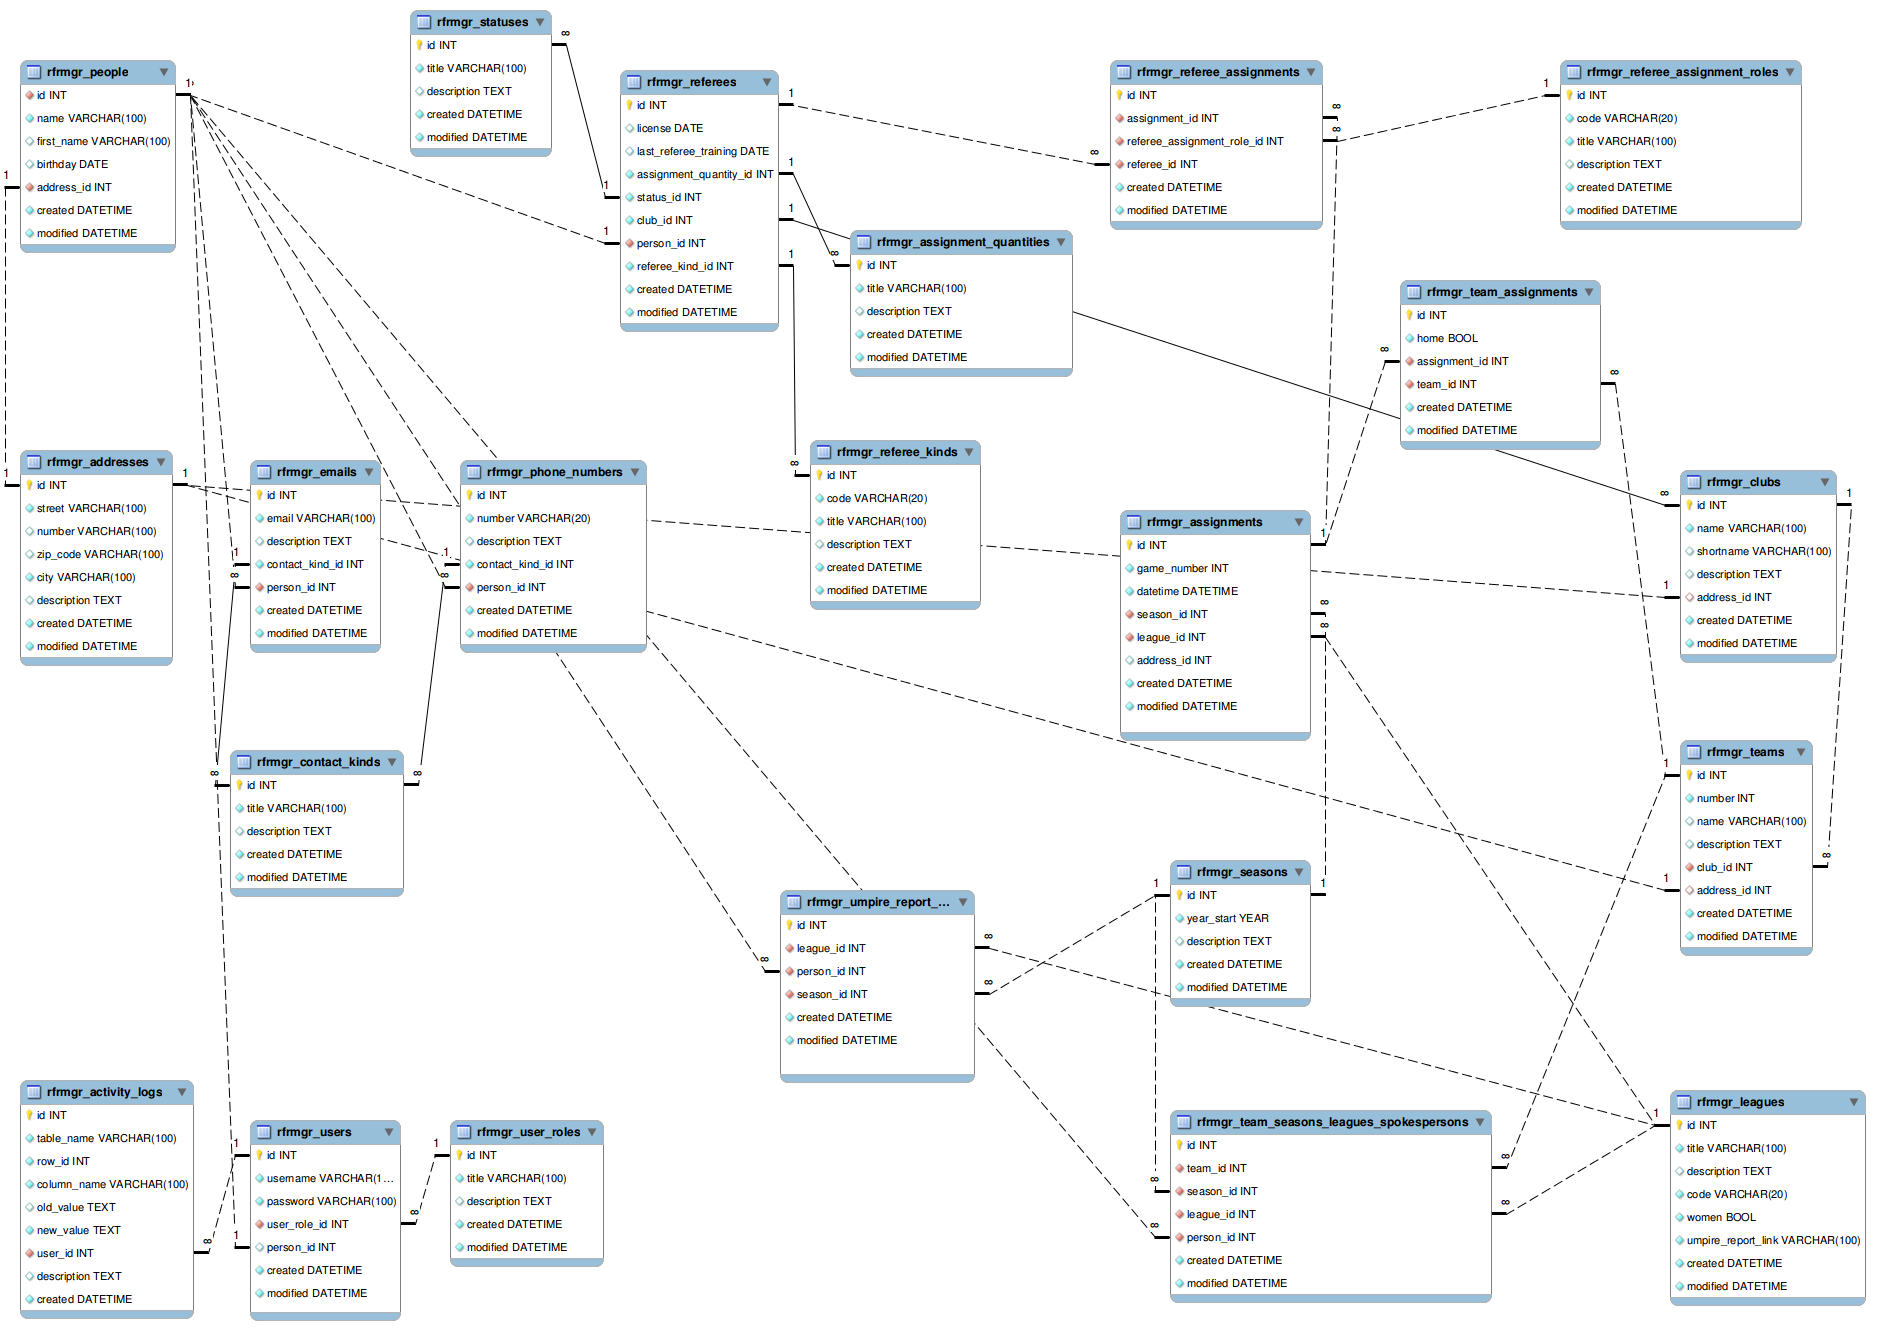 rfrmgr_statuses
id INT
title VARCHAR(100)
description TEXT
created DATETIME
modified DATETIME
∞
1
rfrmgr_people
id INT
name VARCHAR(100)
first_name VARCHAR(100)
birthday DATE
address_id INT
created DATETIME
modified DATETIME
1
1
rfrmgr_referees
id INT
license DATE
last_referee_training DATE
assignment_quantity_id INT
status_id INT
club_id INT
person_id INT
referee_kind_id INT
created DATETIME
modified DATETIME
1
1
1
1
1
rfrmgr_referee_assignments
id INT
assignment_id INT
referee_assignment_role_id INT
referee_id INT
created DATETIME
modified DATETIME
∞
∞
∞
rfrmgr_referee_assignment_roles
id INT
code VARCHAR(20)
title VARCHAR(100)
description TEXT
created DATETIME
modified DATETIME
1
rfrmgr_assignment_quantities
id INT
title VARCHAR(100)
description TEXT
created DATETIME
modified DATETIME
∞
rfrmgr_team_assignments
id INT
home BOOL
assignment_id INT
team_id INT
created DATETIME
modified DATETIME
∞
∞
rfrmgr_addresses
id INT
street VARCHAR(100)
number VARCHAR(100)
zip_code VARCHAR(100)
city VARCHAR(100)
description TEXT
created DATETIME
modified DATETIME
1
1
rfrmgr_emails
id INT
email VARCHAR(100)
description TEXT
contact_kind_id INT
person_id INT
created DATETIME
modified DATETIME
1
∞
rfrmgr_phone_numbers
id INT
number VARCHAR(20)
description TEXT
contact_kind_id INT
person_id INT
created DATETIME
modified DATETIME
1
∞
rfrmgr_referee_kinds
id INT
code VARCHAR(20)
title VARCHAR(100)
description TEXT
created DATETIME
modified DATETIME
∞
rfrmgr_assignments
id INT
game_number INT
datetime DATETIME
season_id INT
league_id INT
address_id INT
created DATETIME
modified DATETIME
1
∞
∞
rfrmgr_clubs
id INT
name VARCHAR(100)
shortname VARCHAR(100)
description TEXT
address_id INT
created DATETIME
modified DATETIME
∞
1
1
rfrmgr_contact_kinds
id INT
title VARCHAR(100)
description TEXT
created DATETIME
modified DATETIME
∞
∞
rfrmgr_teams
id INT
number INT
name VARCHAR(100)
description TEXT
club_id INT
address_id INT
created DATETIME
modified DATETIME
1
∞
1
rfrmgr_umpire_report_...
id INT
league_id INT
person_id INT
season_id INT
created DATETIME
modified DATETIME
∞
∞
∞
rfrmgr_seasons
id INT
year_start YEAR
description TEXT
created DATETIME
modified DATETIME
1
1
rfrmgr_activity_logs
id INT
table_name VARCHAR(100)
row_id INT
column_name VARCHAR(100)
old_value TEXT
new_value TEXT
user_id INT
description TEXT
created DATETIME
∞
rfrmgr_users
id INT
username VARCHAR(1...
password VARCHAR(100)
user_role_id INT
person_id INT
created DATETIME
modified DATETIME
1
∞
1
rfrmgr_user_roles
id INT
title VARCHAR(100)
description TEXT
created DATETIME
modified DATETIME
1
rfrmgr_team_seasons_leagues_spokespersons
id INT
team_id INT
season_id INT
league_id INT
person_id INT
created DATETIME
modified DATETIME
∞
∞
∞
∞
rfrmgr_leagues
id INT
title VARCHAR(100)
description TEXT
code VARCHAR(20)
women BOOL
umpire_report_link VARCHAR(100)
created DATETIME
modified DATETIME
1